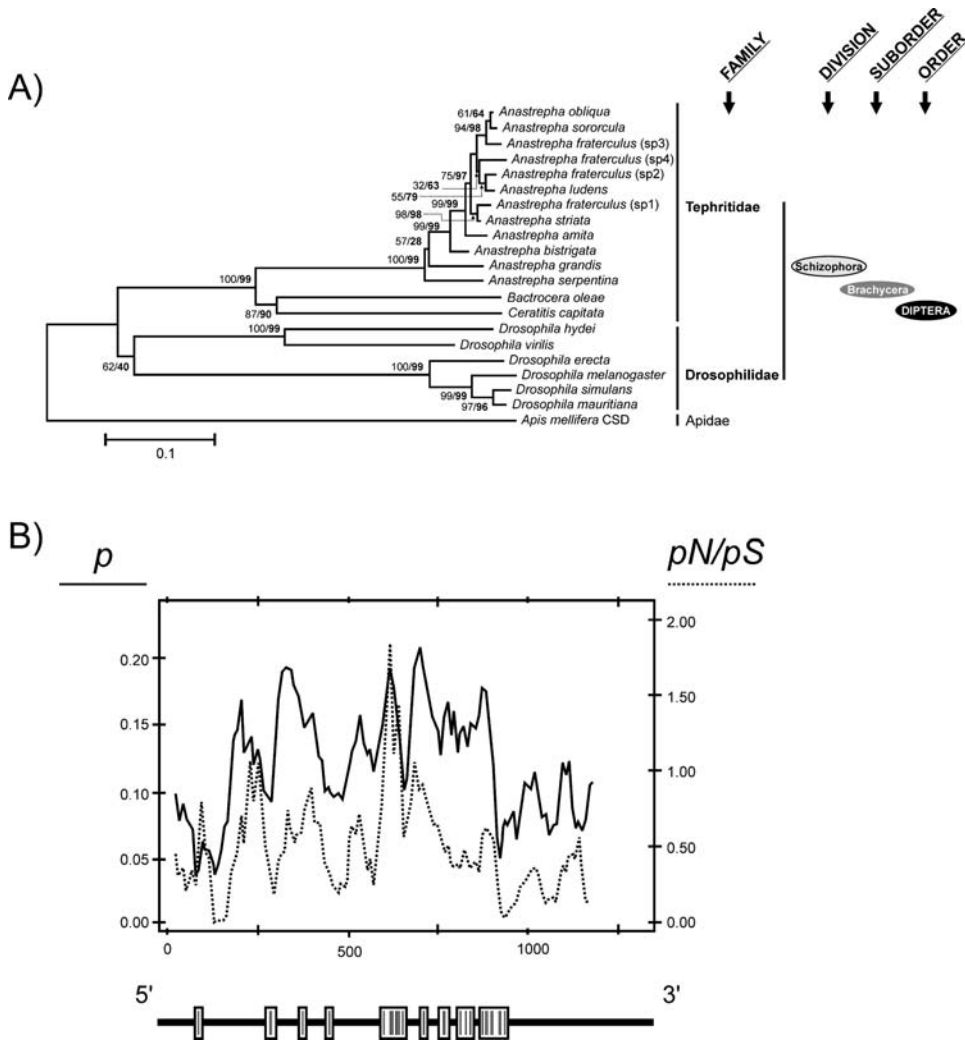 A)
FAMILY
DIVISION
SUBORDER
ORDER
61/64
Anastrepha obliqua
94/98
Anastrepha sororcula
Anastrepha fraterculus (sp3)
Anastrepha fraterculus (sp4)
75/97
Anastrepha fraterculus (sp2)
32/63
Anastrepha ludens
55/79
99/99
Anastrepha fraterculus (sp1)
98/98
Anastrepha striata
99/99
Anastrepha amita
57/28
Anastrepha bistrigata
100/99
Anastrepha grandis
Anastrepha serpentina
100/99
Bactrocera oleae
87/90
Ceratitis capitata
100/99
Drosophila hydei
Drosophila virilis
62/40
Drosophila erecta
100/99
Drosophila melanogaster
99/99
Drosophila simulans
97/96
Drosophila mauritiana
Apis mellifera CSD
Tephritidae
Drosophilidae
Apidae
Schizophora
Brachycera
DIPTERA
0.1
B)
p
pN/pS
0.20
0.15
0.10
0.05
0.00
2.00
1.50
1.00
0.50
0.00
0
500
1000
5'
3'